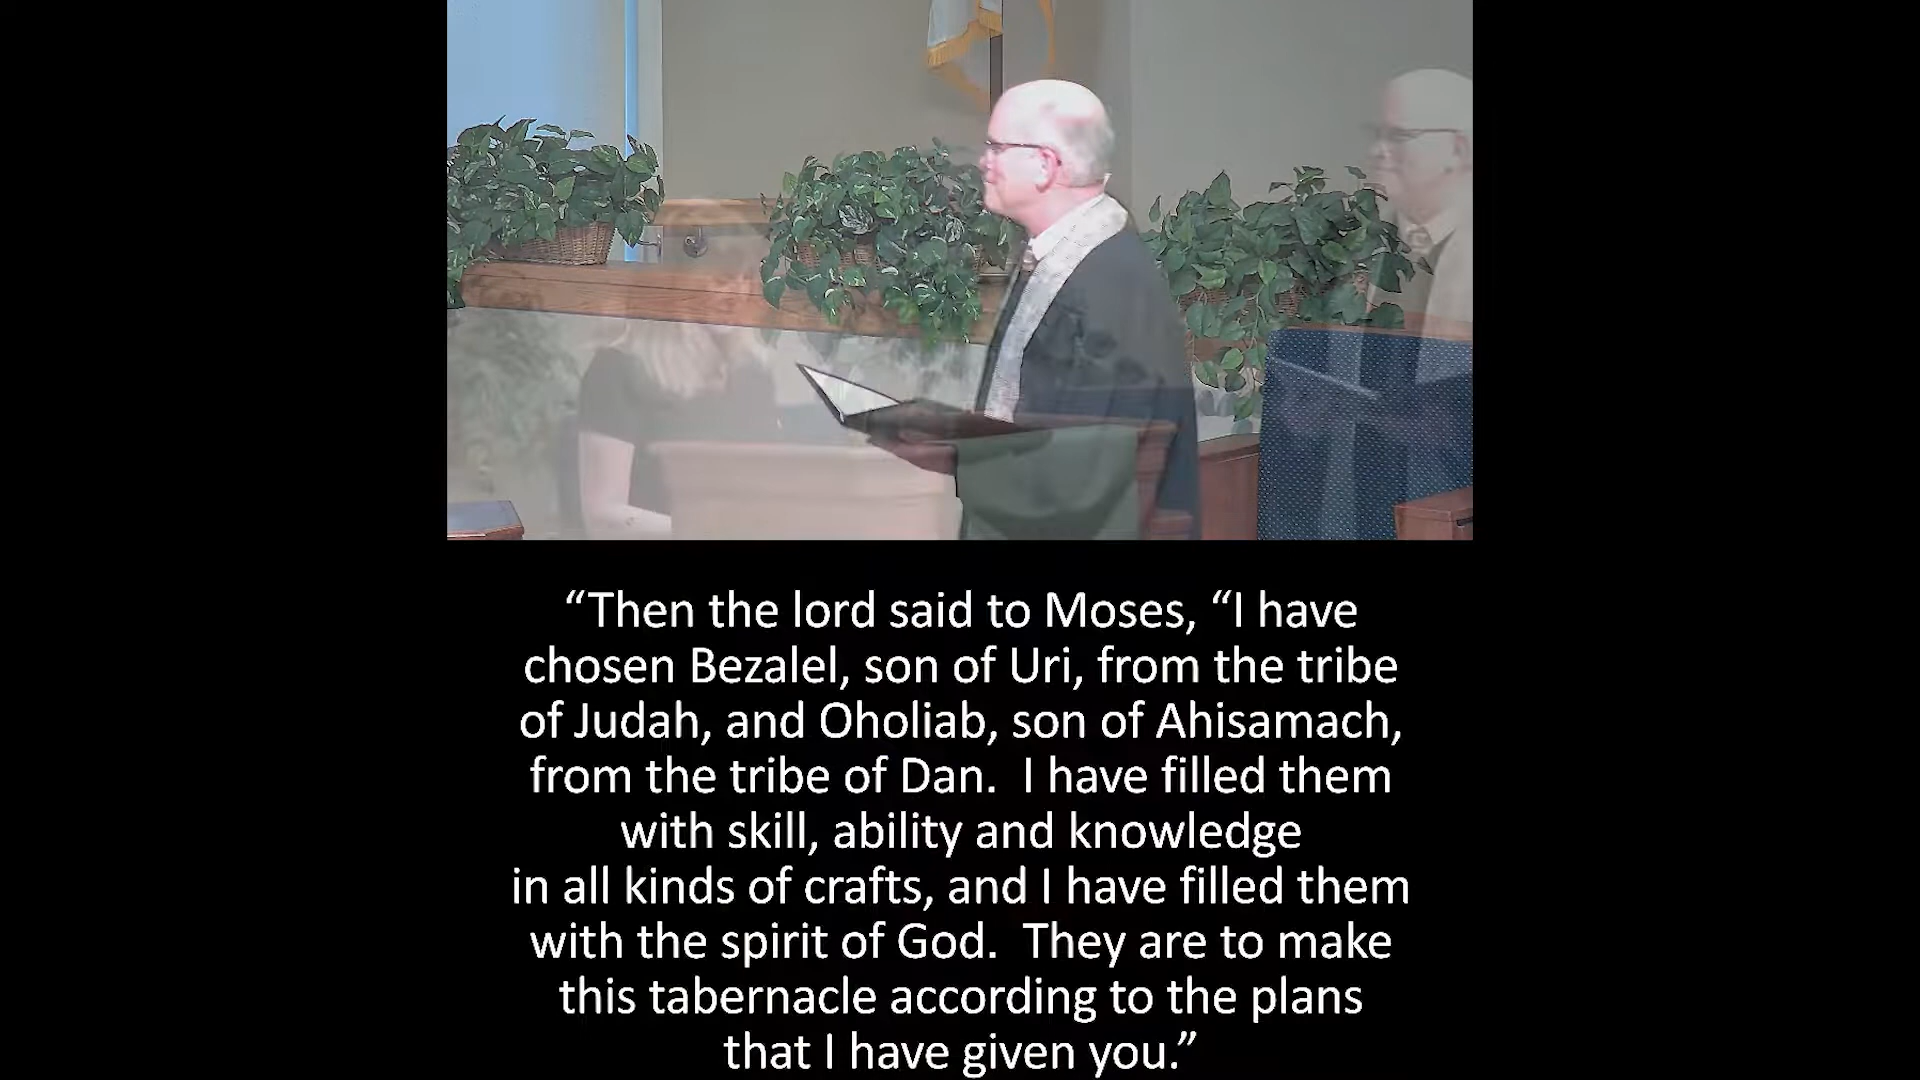 “Then the lord said to Moses, “I have
chosen Bezalel, son of Uri, from the tribe
of Judah, and Oholiab, son of Ahisamach,
from the tribe of Dan.  I have filled them
with skill, ability and knowledge
in all kinds of crafts, and I have filled them
with the spirit of God.  They are to make
this tabernacle according to the plans
that I have given you.”